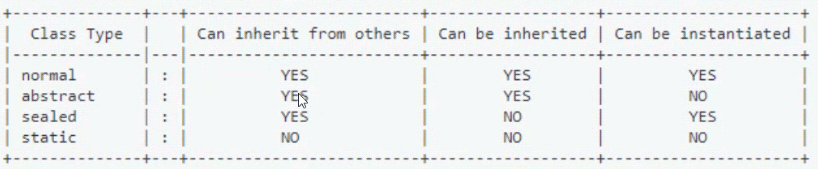 +--------------+---+-------------------------+------------------+---------------------+
| Class Type | | Can inherit from others | Can be inherited | Can be instantiated |
|--------------|---|-------------------------+------------------+---------------------+
| normal | : | YES | YES | YES |
| abstract | : | YES | YES | NO |
| sealed | : | YES | NO | YES |
| static | : | NO | NO | NO |
+--------------+---+-------------------------+------------------+---------------------+